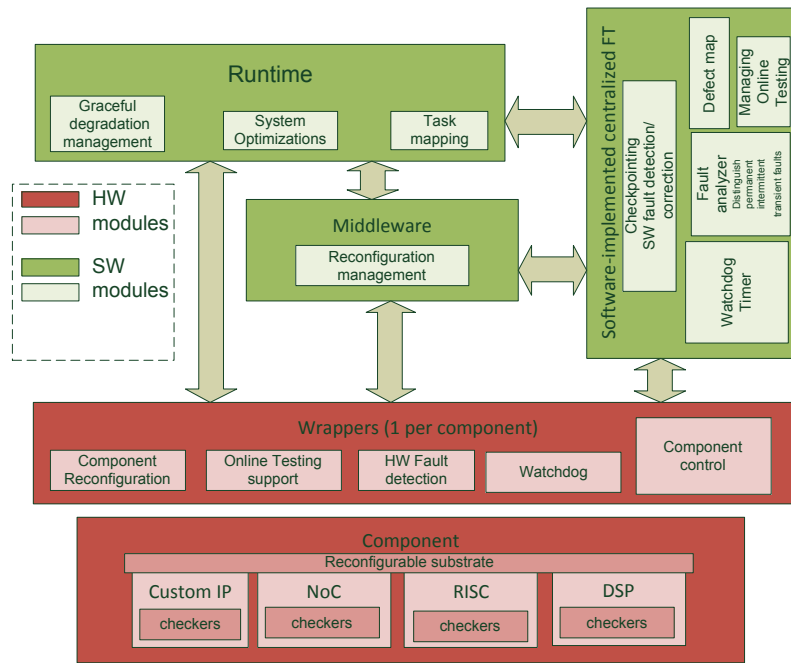 Runtime
Graceful
degradation
management
System
Optimizations
Task
mapping
HW
modules
SW
modules
Middleware
Reconfiguration
management
Software-implemented centralized FT
Checkpointing
SW fault detection/
correction
Defect map
Managing
Online
Testing
Fault
analyzer
Distinguish
permanent
intermittent
transient faults
Watchdog
Timer
Wrappers (1 per component)
Component
Reconfiguration
Online Testing
support
HW Fault
detection
Watchdog
Component
control
Component
Reconfigurable substrate
Custom IP
NoC
RISC
DSP
checkers
checkers
checkers
checkers